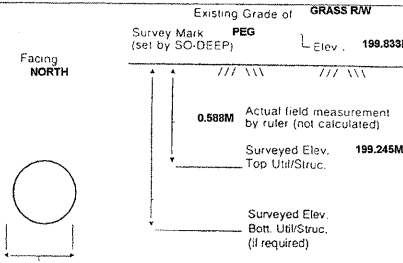 Existing Grade of GRASS R/W
Survey Mark PEG
(set by SO-DEEP)
Elev. 199.833M
Facing
NORTH
0.588M Actual field measurement
by ruler (not calculated)
Surveyed Elev. 199.245M
Top Util/Struc.
Surveyed Elev.
Bott. Util/Struc.
(if required)